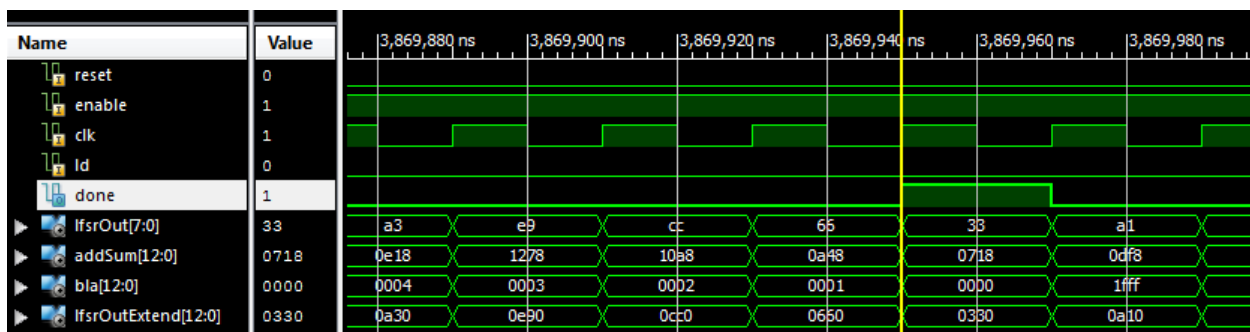 Name Value 3,869,880 ns 3,869,900 ns 3,869,920 ns 3,869,940 ns 3,869,960 ns 3,869,980 ns
reset 0
enable 1
clk 1
ld 0
done 1
lfsrOut[7:0] 33 a3 e9 cc 66 33 a1
addSum[12:0] 0718 0e18 1278 10a8 0a48 0718 0df8
bla[12:0] 0000 0004 0003 0002 0001 0000 1fff
lfsrOutExtend[12:0] 0330 0a30 0e90 0cc0 0660 0330 0a10